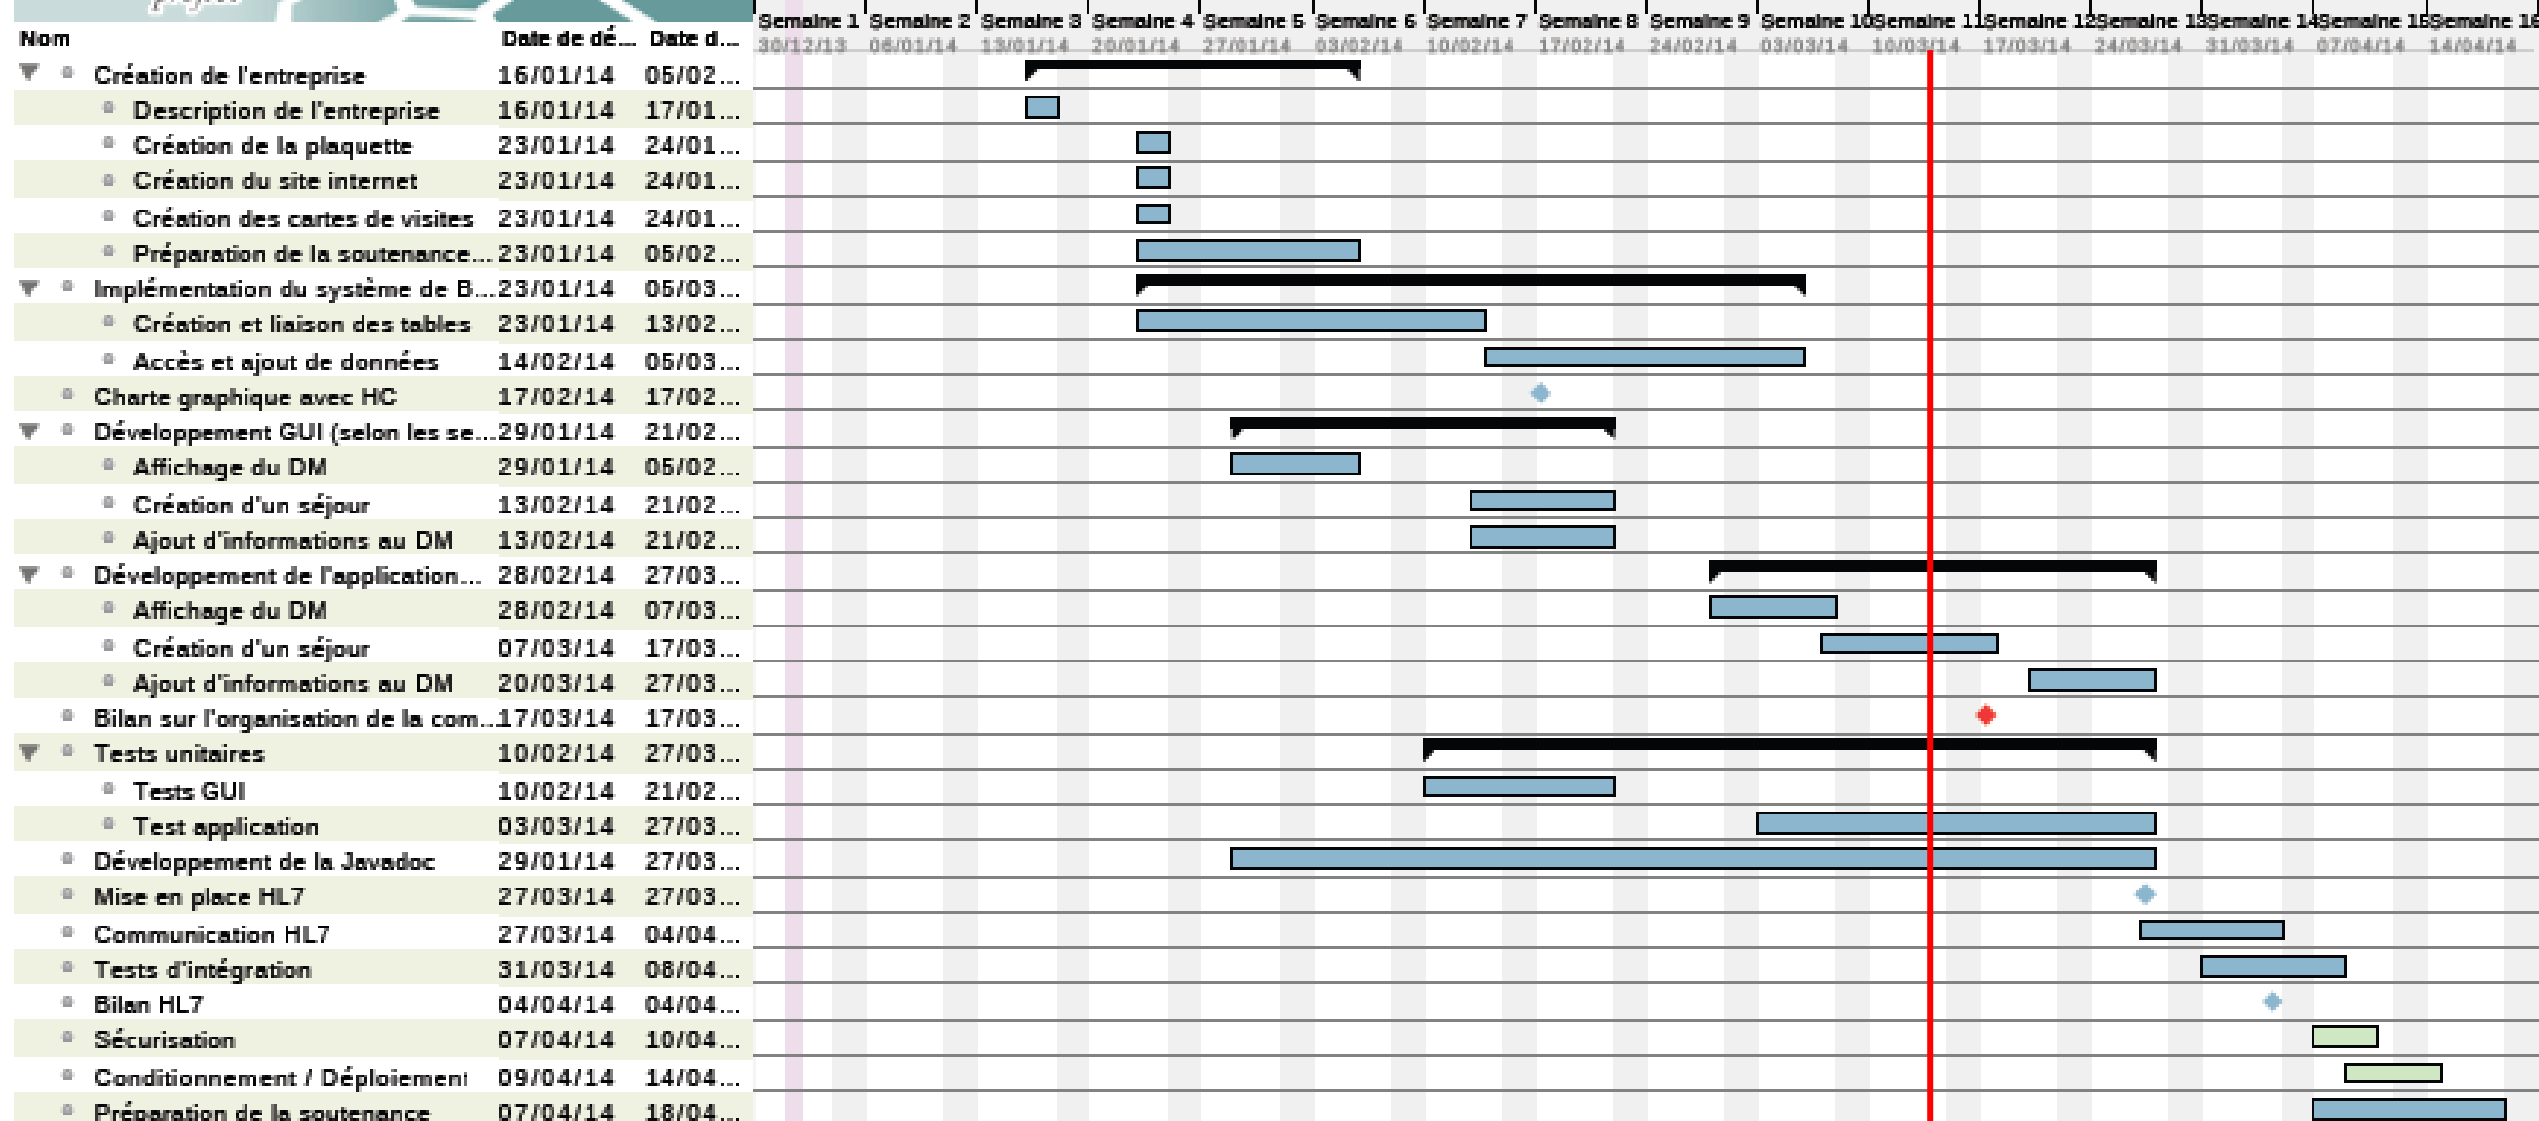 projet
Semaine 1 Semaine 2 Semaine 3 Semaine 4 Semaine 5 Semaine 6 Semaine 7 Semaine 8 Semaine 9 Semaine 10 Semaine 11 Semaine 12 Semaine 13 Semaine 14 Semaine 15 Semaine 16
Nom Date de dé... Date d...
30/12/13 06/01/14 13/01/14 20/01/14 27/01/14 03/02/14 10/02/14 17/02/14 24/02/14 03/03/14 10/03/14 17/03/14 24/03/14 31/03/14 07/04/14 14/04/14
Création de l'entreprise 16/01/14 05/02...
Description de l'entreprise 16/01/14 17/01...
Création de la plaquette 23/01/14 24/01...
Création du site internet 23/01/14 24/01...
Création des cartes de visites 23/01/14 24/01...
Préparation de la soutenance... 23/01/14 05/02...
Implémentation du système de B... 23/01/14 05/03...
Création et liaison des tables 23/01/14 13/02...
Accès et ajout de données 14/02/14 05/03...
Charte graphique avec HC 17/02/14 17/02...
Développement GUI (selon les se... 29/01/14 21/02...
Affichage du DM 29/01/14 05/02...
Création d'un séjour 13/02/14 21/02...
Ajout d'informations au DM 13/02/14 21/02...
Développement de l'application... 28/02/14 27/03...
Affichage du DM 28/02/14 07/03...
Création d'un séjour 07/03/14 17/03...
Ajout d'informations au DM 20/03/14 27/03...
Bilan sur l'organisation de la com... 17/03/14 17/03...
Tests unitaires 10/02/14 27/03...
Tests GUI 10/02/14 21/02...
Test application 03/03/14 27/03...
Développement de la Javadoc 29/01/14 27/03...
Mise en place HL7 27/03/14 27/03...
Communication HL7 27/03/14 04/04...
Tests d'intégration 31/03/14 08/04...
Bilan HL7 04/04/14 04/04...
Sécurisation 07/04/14 10/04...
Conditionnement / Déploiement 09/04/14 14/04...
Préparation de la soutenance 07/04/14 18/04...